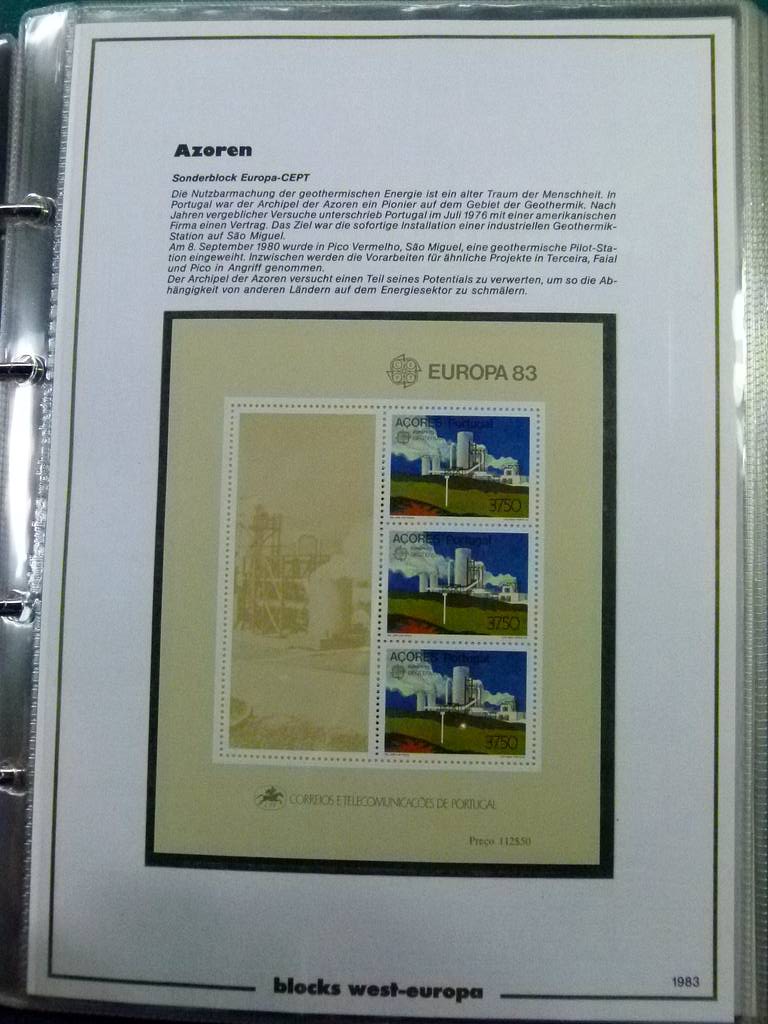 Azoren
Sonderblock Europa-CEPT
Die Nutzbarmachung der geothermischen Energie ist ein alter Traum der Menschheit. In
Portugal war der Archipel der Azoren ein Pionier auf dem Gebiet der Geothermik. Nach
Jahren vergeblicher Versuche unterschrieb Portugal im Juli 1976 mit einer amerikanischen
Firma einen Vertrag. Das Ziel war die sofortige Installation einer industriellen Geothermik-
Station auf São Miguel.
Am 8. September 1980 wurde in Pico Vermelho, São Miguel, eine geothermische Pilot-Sta-
tion eingeweiht. Inzwischen werden die Vorarbeiten für ähnliche Projekte in Terceira, Faial
und Pico in Angriff genommen.
Der Archipel der Azoren versucht einen Teil seines Potentials zu verwerten, um so die Ab-
hängigkeit von anderen Ländern auf dem Energiesektor zu schmälern.
EUROPA 83
AÇORES Portugal
3750
AÇORES Portugal
3750
AÇORES Portugal
3750
CORREIOS E TELECOMUNICAÇÕES DE PORTUGAL
Preço 112$50
blocks west-europa
1983